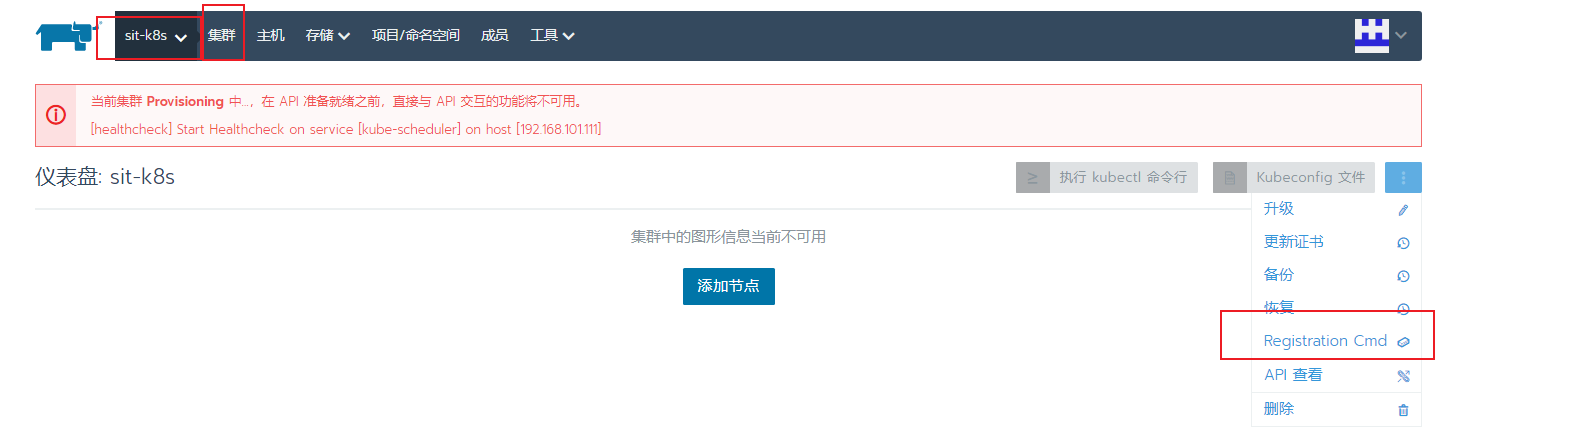 sit-k8s 集群 主机 存储 项目/命名空间 成员 工具
当前集群 Provisioning 中...，在 API 准备就绪之前，直接与 API 交互的功能将不可用。
[healthcheck] Start Healthcheck on service [kube-scheduler] on host [192.168.101.111]
仪表盘: sit-k8s
执行 kubectl 命令行
Kubeconfig 文件
集群中的图形信息当前不可用
添加节点
升级
更新证书
备份
恢复
Registration Cmd
API 查看
删除